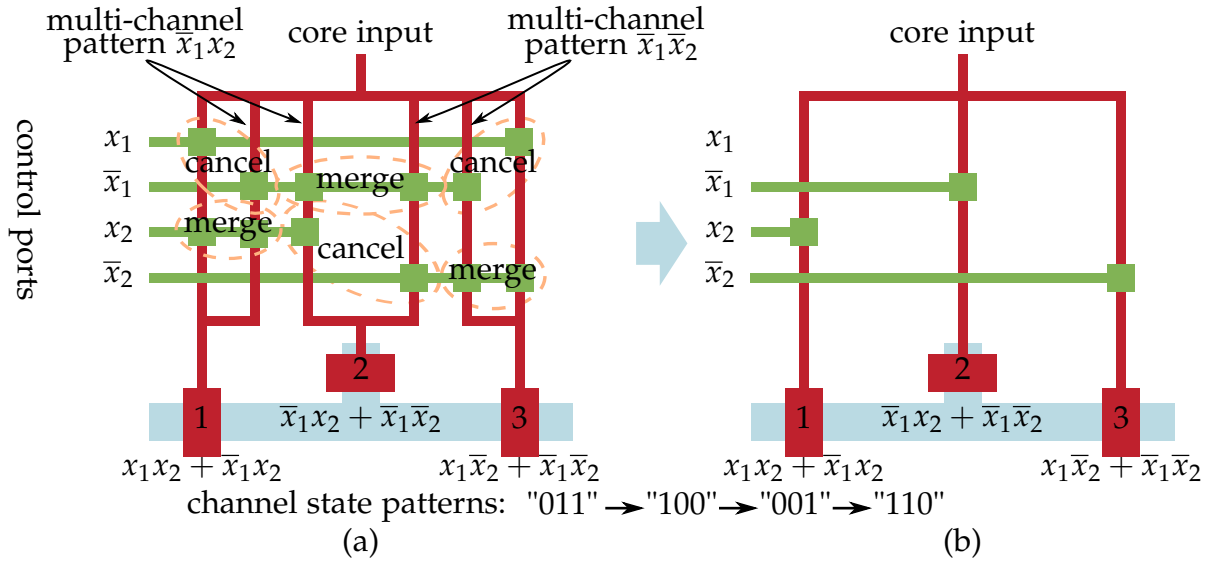 multi-channel
pattern x̅₁x₂
core input
multi-channel
pattern x̅₁x̅₂
core input
control ports
x₁
x̅₁
x₂
x̅₂
cancel
cancel
merge
merge
cancel
merge
x₁
x̅₁
x₂
x̅₂
2
1
x̅₁x₂ + x̅₁x̅₂
3
x₁x₂ + x̅₁x₂
x₁x̅₂ + x̅₁x̅₂
2
1
x̅₁x₂ + x̅₁x̅₂
3
x₁x₂ + x̅₁x₂
x₁x̅₂ + x̅₁x̅₂
channel state patterns: "011" → "100" → "001" → "110"
(a)
(b)